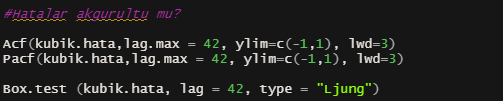 #Hatalar akgurultu mu?
Acf(kubik.hata,lag.max = 42, ylim=c(-1,1), lwd=3)
Pacf(kubik.hata,lag.max = 42, ylim=c(-1,1), lwd=3)
Box.test (kubik.hata, lag = 42, type = "Ljung")